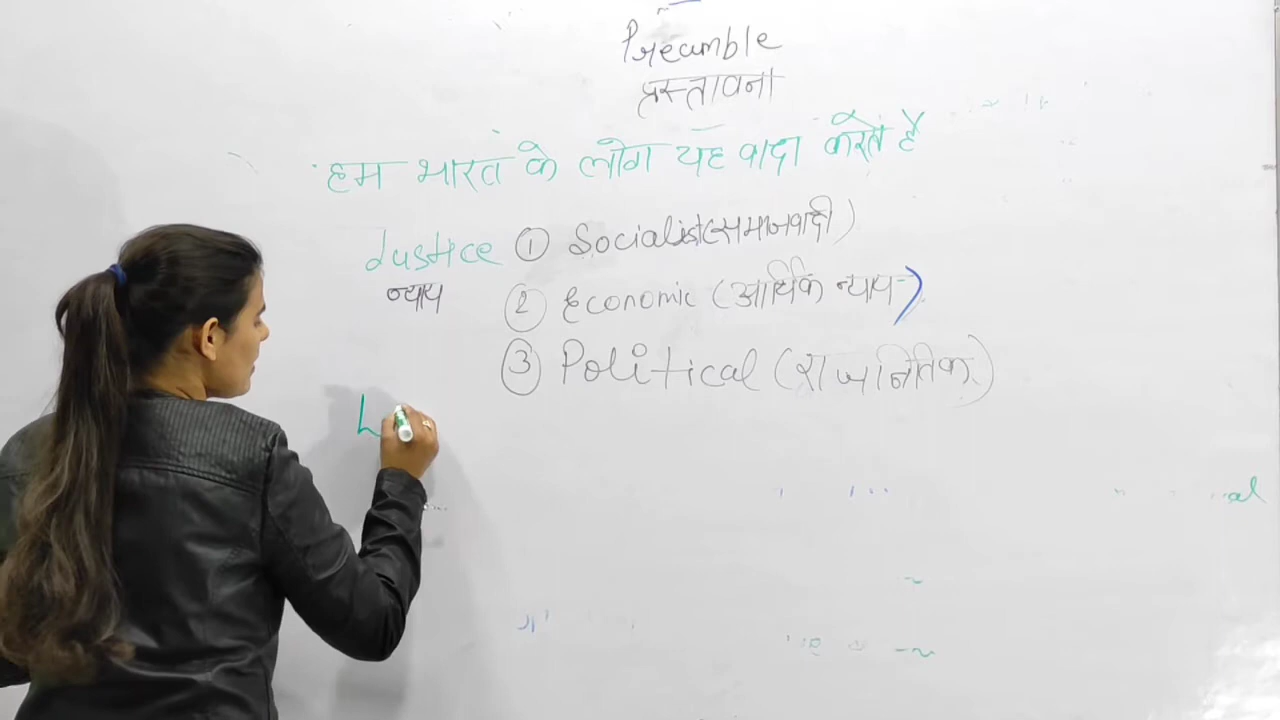 Preamble
प्रस्तावना
हम भारत के लोग यह वादा करते है
Justice ① Socialist (समाजवादी)
न्याय ② Economic (आर्थिक न्याय)
③ Political (राजनितिक)
L